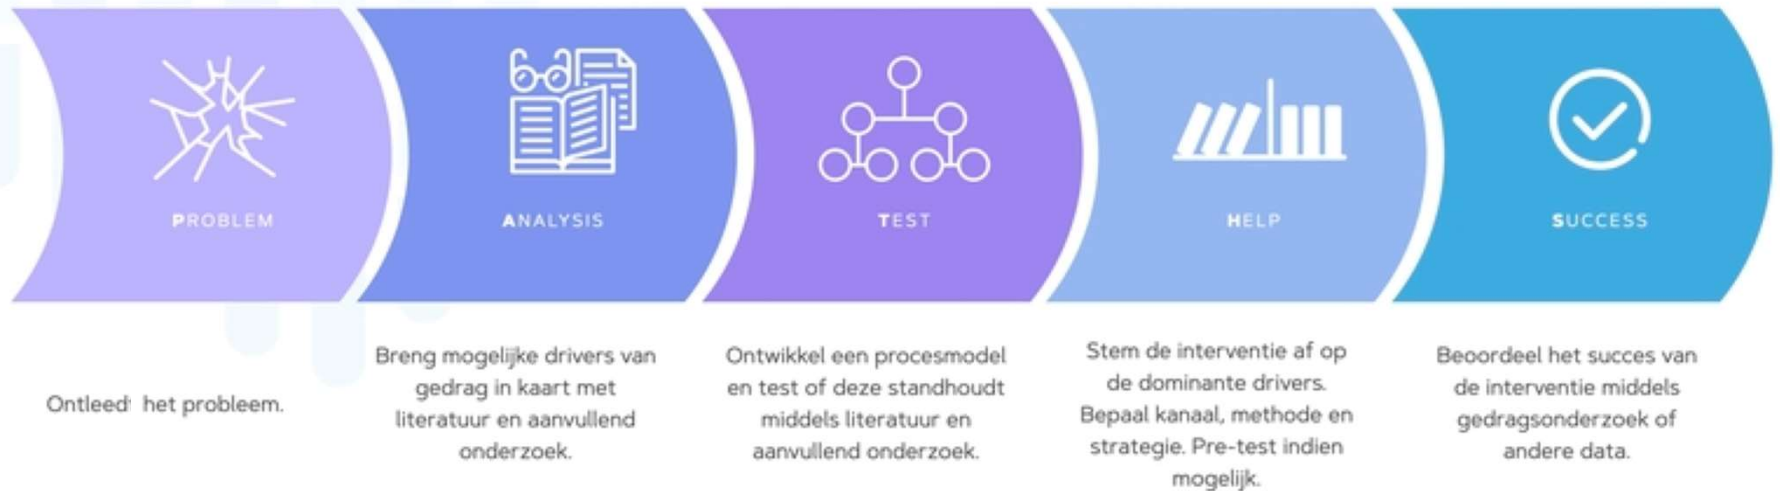 PROBLEM
ANALYSIS
TEST
HELP
SUCCESS
Ontleed het probleem.
Breng mogelijke drivers van
gedrag in kaart met
literatuur en aanvullend
onderzoek.
Ontwikkel een procesmodel
en test of deze standhoudt
middels literatuur en
aanvullend onderzoek.
Stem de interventie af op
de dominante drivers.
Bepaal kanaal, methode en
strategie. Pre-test indien
mogelijk.
Beoordeel het succes van
de interventie middels
gedragsonderzoek of
andere data.